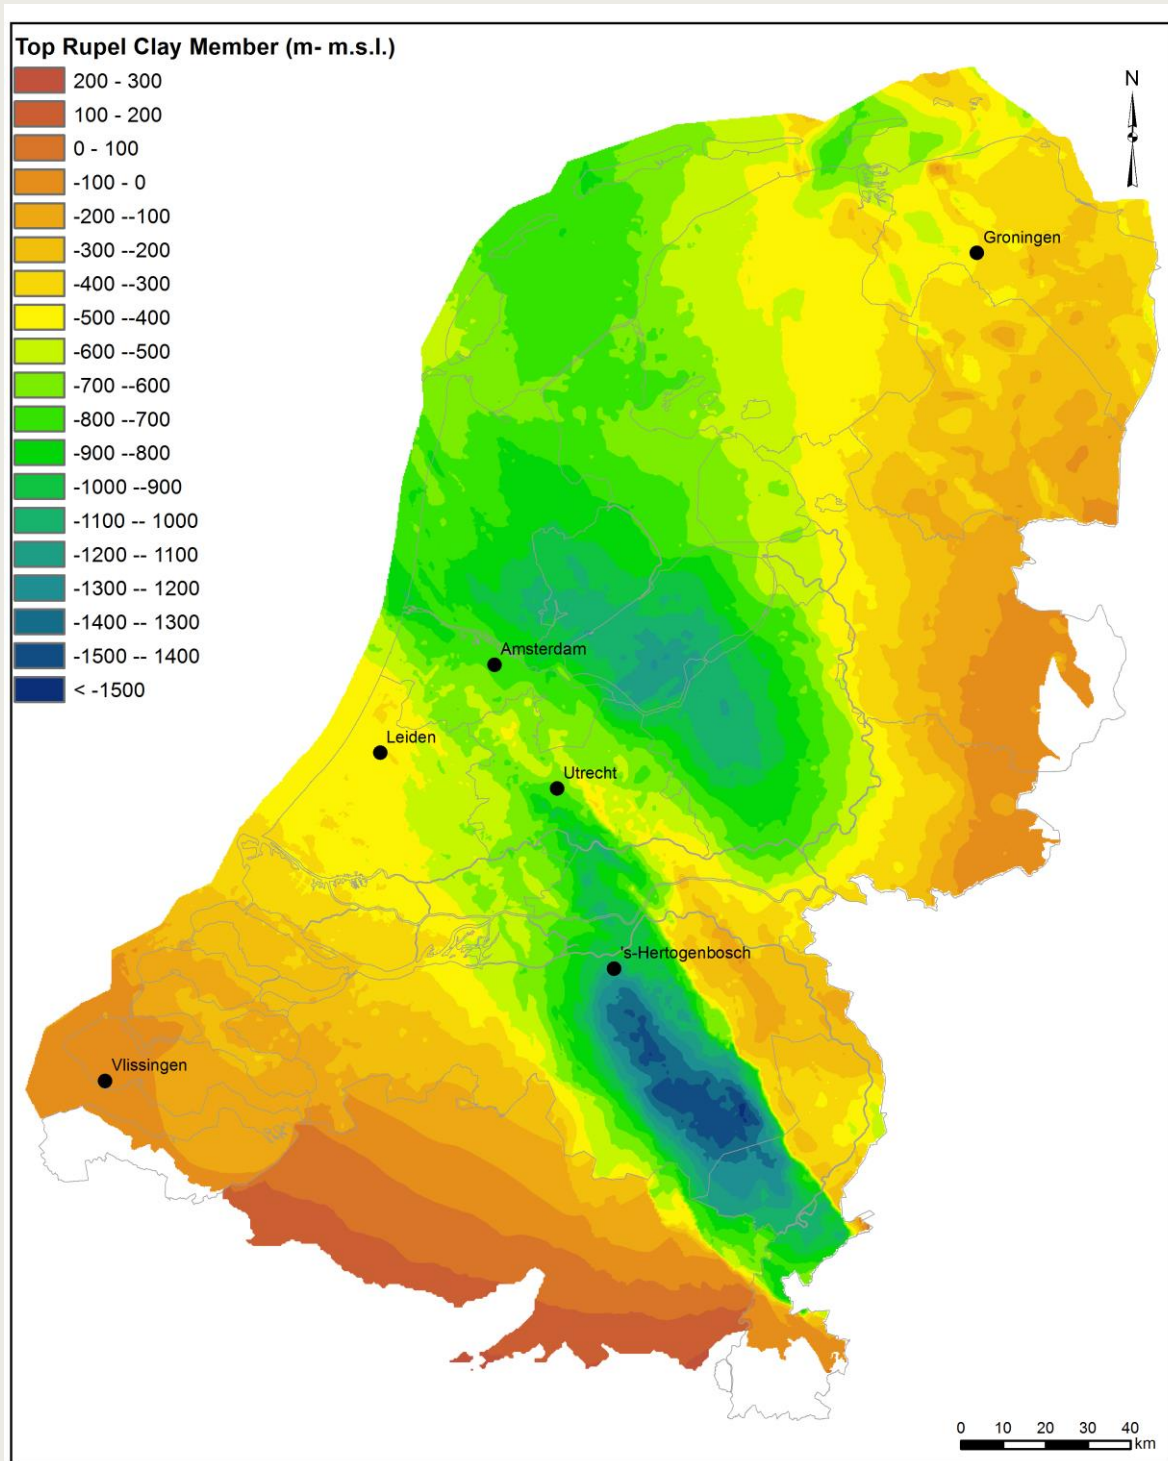 Top Rupel Clay Member (m- m.s.l.)
200 - 300
100 - 200
0 - 100
-100 - 0
-200 --100
-300 --200
-400 --300
-500 --400
-600 --500
-700 --600
-800 --700
-900 --800
-1000 --900
-1100 -- 1000
-1200 -- 1100
-1300 -- 1200
-1400 -- 1300
-1500 -- 1400
< -1500
N
Groningen
Amsterdam
Leiden
Utrecht
's-Hertogenbosch
Vlissingen
0 10 20 30 40
km